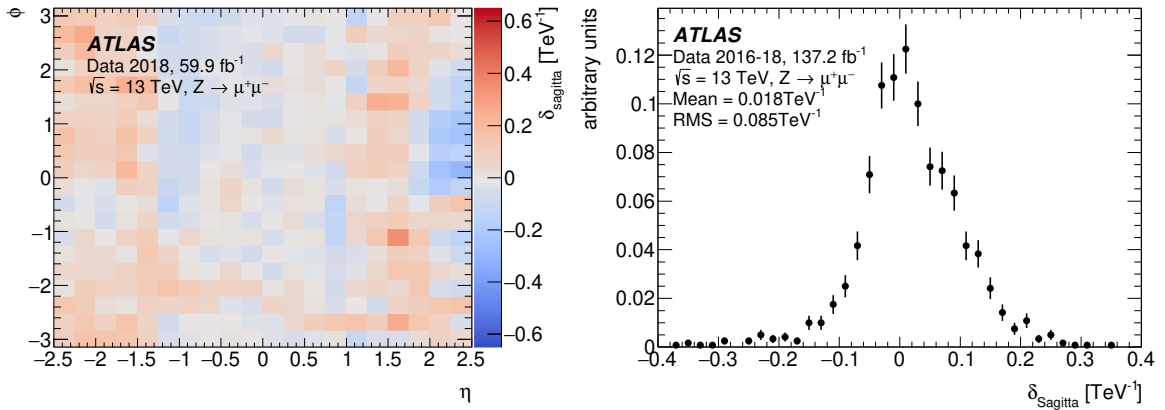 ϕ
3
2
1
0
−1
−2
−3
ATLAS
Data 2018, 59.9 fb⁻¹
√s = 13 TeV, Z → μ⁺μ⁻
−2.5 −2 −1.5 −1 −0.5 0 0.5 1 1.5 2 2.5
η
0.6
0.4
0.2
0
−0.2
−0.4
−0.6
δsagitta [TeV⁻¹]
arbitrary units
0.12
0.1
0.08
0.06
0.04
0.02
0
ATLAS
Data 2016-18, 137.2 fb⁻¹
√s = 13 TeV, Z → μ⁺μ⁻
Mean = 0.018TeV⁻¹
RMS = 0.085TeV⁻¹
−0.4 −0.3 −0.2 −0.1 0 0.1 0.2 0.3 0.4
δSagitta [TeV⁻¹]